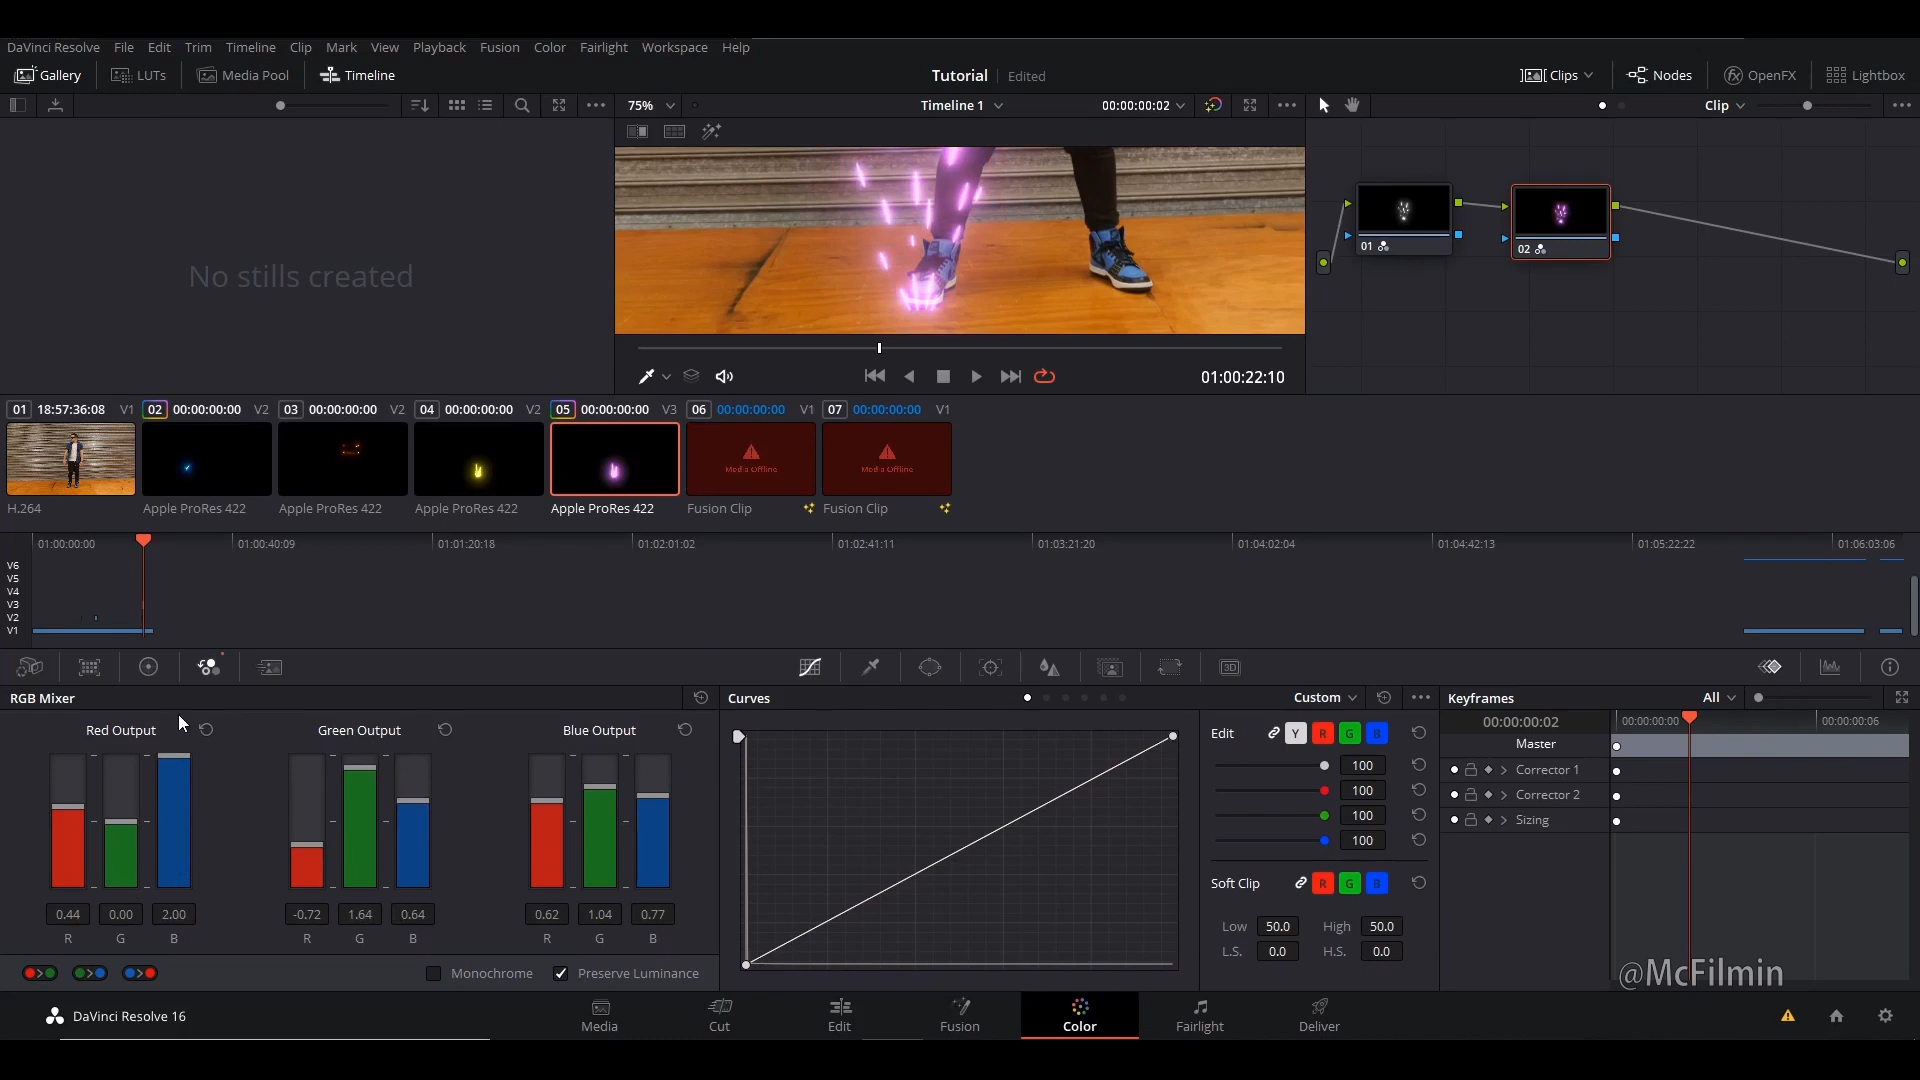 DaVinci Resolve File Edit Trim Timeline Clip Mark View Playback Fusion Color Fairlight Workspace Help
Gallery LUTs Media Pool Timeline Tutorial Edited Clips Nodes OpenFX Lightbox
75% Timeline 1 00:00:00:02 Clip
No stills created
01 02
01:00:22:10
01 18:57:36:08 V1 02 00:00:00:00 V2 03 00:00:00:00 V2 04 00:00:00:00 V2 05 00:00:00:00 V3 06 00:00:00:00 V1 07 00:00:00:00 V1
Media Offline Media Offline
H.264 Apple ProRes 422 Apple ProRes 422 Apple ProRes 422 Apple ProRes 422 Fusion Clip Fusion Clip
01:00:00:00 01:00:40:09 01:01:20:18 01:02:01:02 01:02:41:11 01:03:21:20 01:04:02:04 01:04:42:13 01:05:22:22 01:06:03:06
V6
V5
V4
V3
V2
V1
3D
RGB Mixer Curves Custom Keyframes All
Red Output Green Output Blue Output
Edit Y R G B
100
100
100
100
Soft Clip R G B
Low 50.0 High 50.0
L.S. 0.0 H.S. 0.0
00:00:00:02 00:00:00:00 00:00:00:06
Master
Corrector 1
Corrector 2
Sizing
0.44 0.00 2.00 -0.72 1.64 0.64 0.62 1.04 0.77
R G B R G B R G B
Monochrome Preserve Luminance
@McFilmin
DaVinci Resolve 16 Media Cut Edit Fusion Color Fairlight Deliver